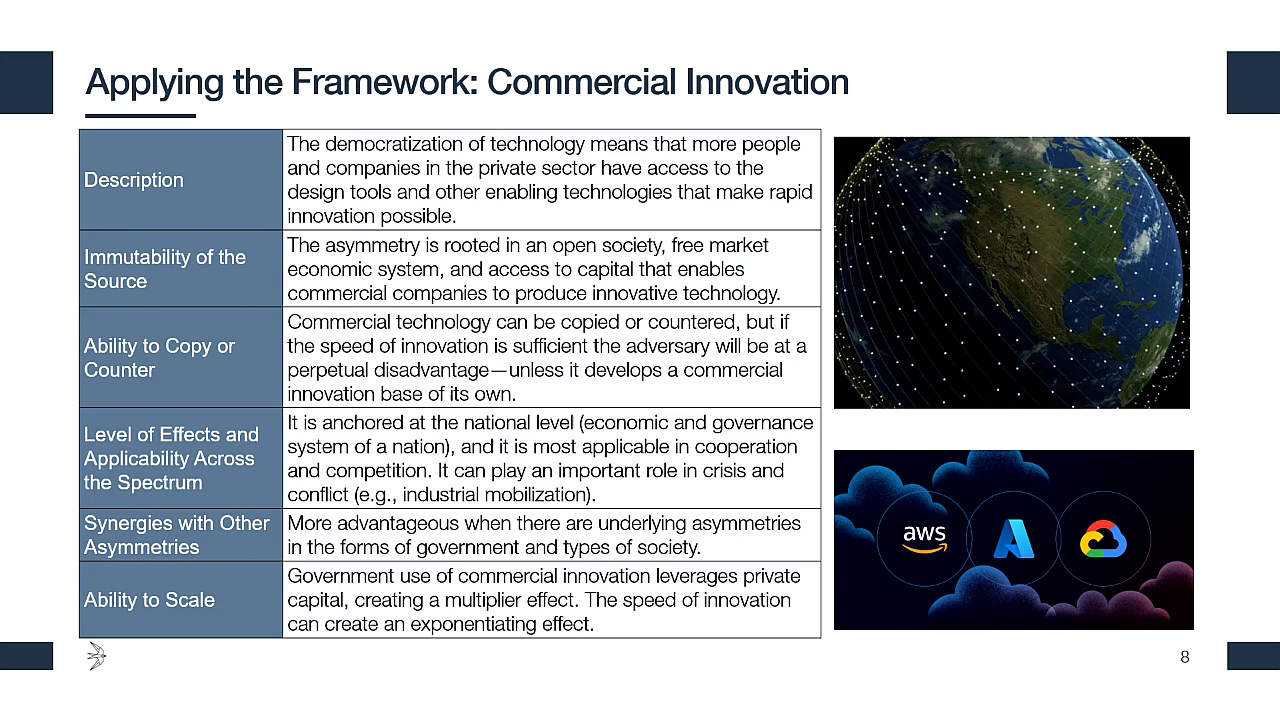 Applying the Framework: Commercial Innovation
Description
The democratization of technology means that more people
and companies in the private sector have access to the
design tools and other enabling technologies that make rapid
innovation possible.
Immutability of the
Source
The asymmetry is rooted in an open society, free market
economic system, and access to capital that enables
commercial companies to produce innovative technology.
Ability to Copy or
Counter
Commercial technology can be copied or countered, but if
the speed of innovation is sufficient the adversary will be at a
perpetual disadvantage—unless it develops a commercial
innovation base of its own.
Level of Effects and
Applicability Across
the Spectrum
It is anchored at the national level (economic and governance
system of a nation), and it is most applicable in cooperation
and competition. It can play an important role in crisis and
conflict (e.g., industrial mobilization).
Synergies with Other
Asymmetries
More advantageous when there are underlying asymmetries
in the forms of government and types of society.
Ability to Scale
Government use of commercial innovation leverages private
capital, creating a multiplier effect. The speed of innovation
can create an exponentiating effect.
aws
8